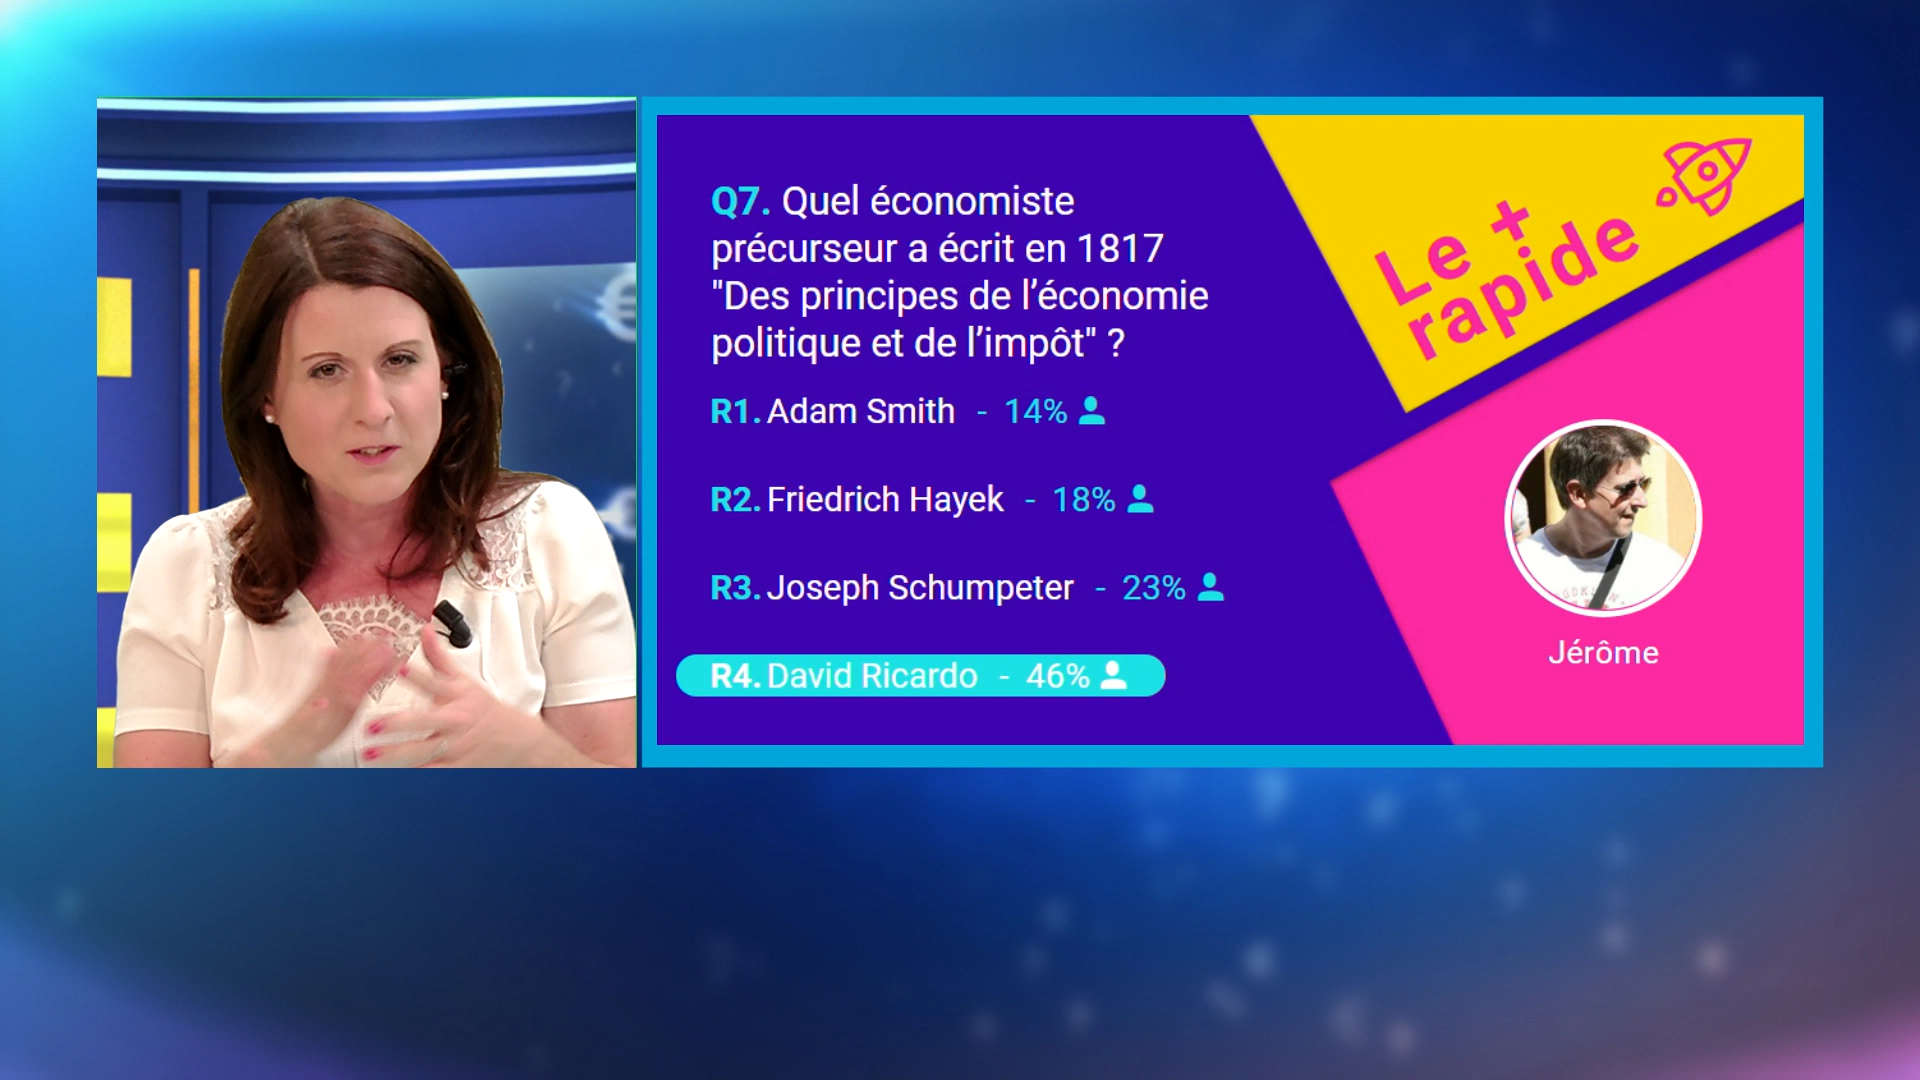 Q7. Quel économiste
précurseur a écrit en 1817
"Des principes de l’économie
politique et de l’impôt" ?
R1. Adam Smith - 14%
R2. Friedrich Hayek - 18%
R3. Joseph Schumpeter - 23%
R4. David Ricardo - 46%
Le +
rapide
Jérôme